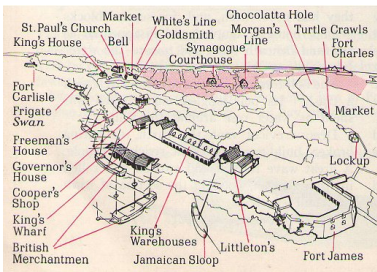 Market
St. Paul's Church
King's House
Bell
White's Line
Goldsmith
Synagogue
Courthouse
Chocolatta Hole
Morgan's
Line
Turtle Crawls
Fort
Charles
Fort
Carlisle
Prigate
Swan
Freeman's
House
Governor's
House
Cooper's
Shop
King's
Wharf
British
Merchantmen
King's
Warehouses
Jamaican Sloop
Littleton's
Market
Lockup
Fort James